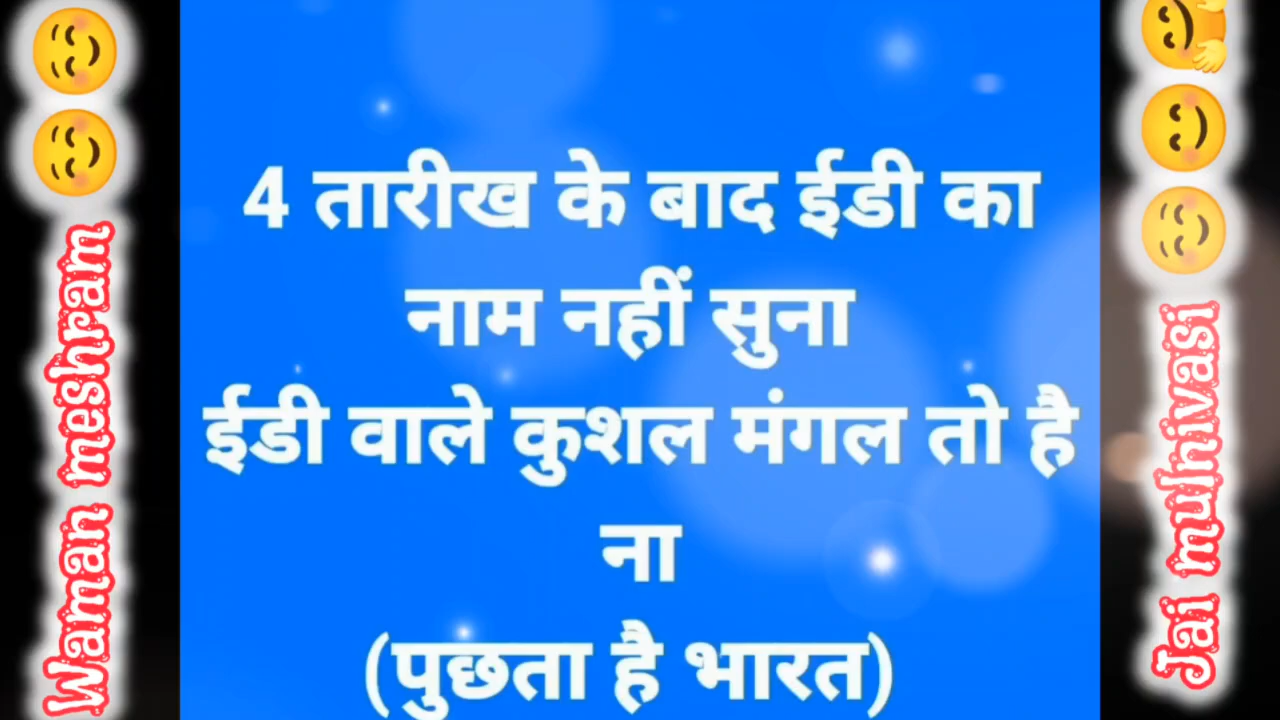 4 तारीख के बाद ईडी का
नाम नहीं सुना
ईडी वाले कुशल मंगल तो है
ना
(पुछता है भारत)
Waman meshram
Jai mulnivasi